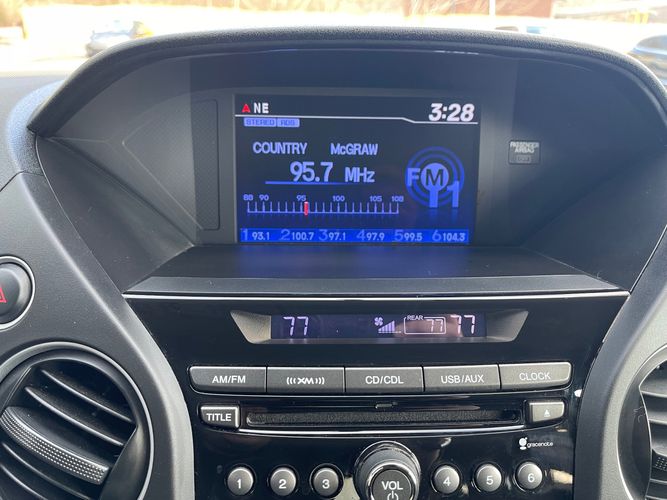 NE 3:28
STEREO RDS
COUNTRY McGRAW
95.7 MHz
FM 1
88 90 95 100 105 108
1 93.1 2 100.7 3 97.1 4 97.9 5 99.5 6 104.3
PASSENGER
AIRBAG
77 REAR 77 77
AM/FM XM CD/CDL USB/AUX CLOCK
TITLE
gracenote
1 2 3 VOL 4 5 6